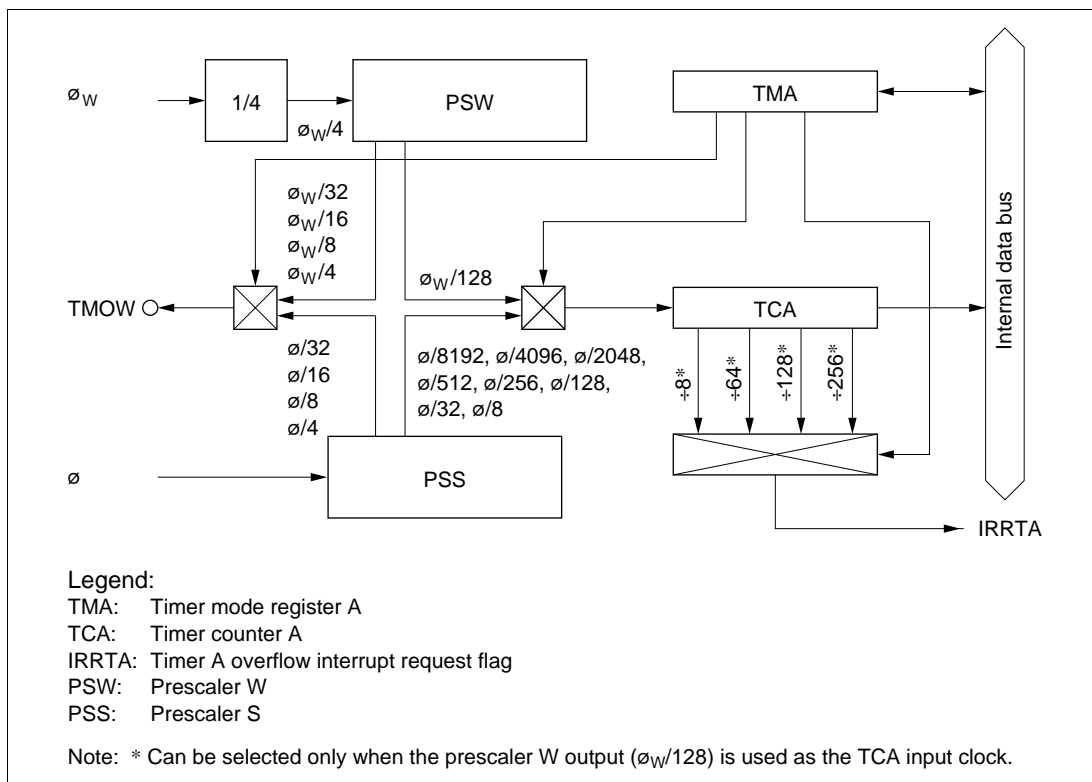 øW
1/4
øW/4
PSW
TMA
Internal data bus
øW/32
øW/16
øW/8
øW/4
øW/128
TMOW
TCA
ø/32
ø/16
ø/8
ø/4
ø/8192, ø/4096, ø/2048,
ø/512, ø/256, ø/128,
ø/32, ø/8
÷8*
÷64*
÷128*
÷256*
ø
PSS
IRRTA
Legend:
TMA: Timer mode register A
TCA: Timer counter A
IRRTA: Timer A overflow interrupt request flag
PSW: Prescaler W
PSS: Prescaler S
Note: * Can be selected only when the prescaler W output (øW/128) is used as the TCA input clock.